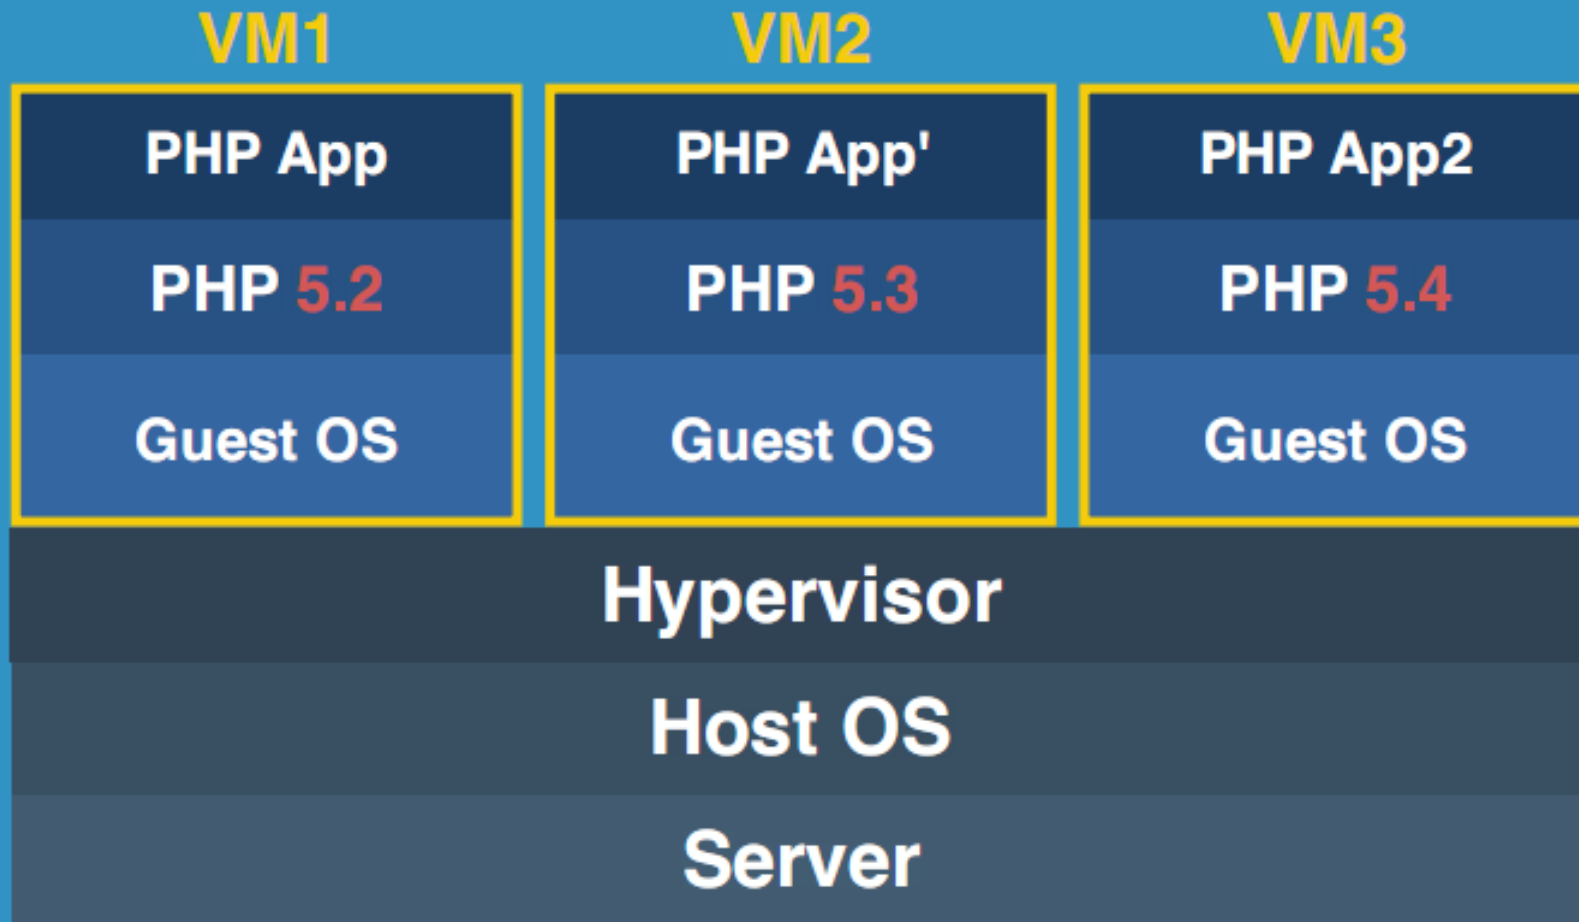 VM1 VM2 VM3
PHP App PHP App' PHP App2
PHP 5.2 PHP 5.3 PHP 5.4
Guest OS Guest OS Guest OS
Hypervisor
Host OS
Server